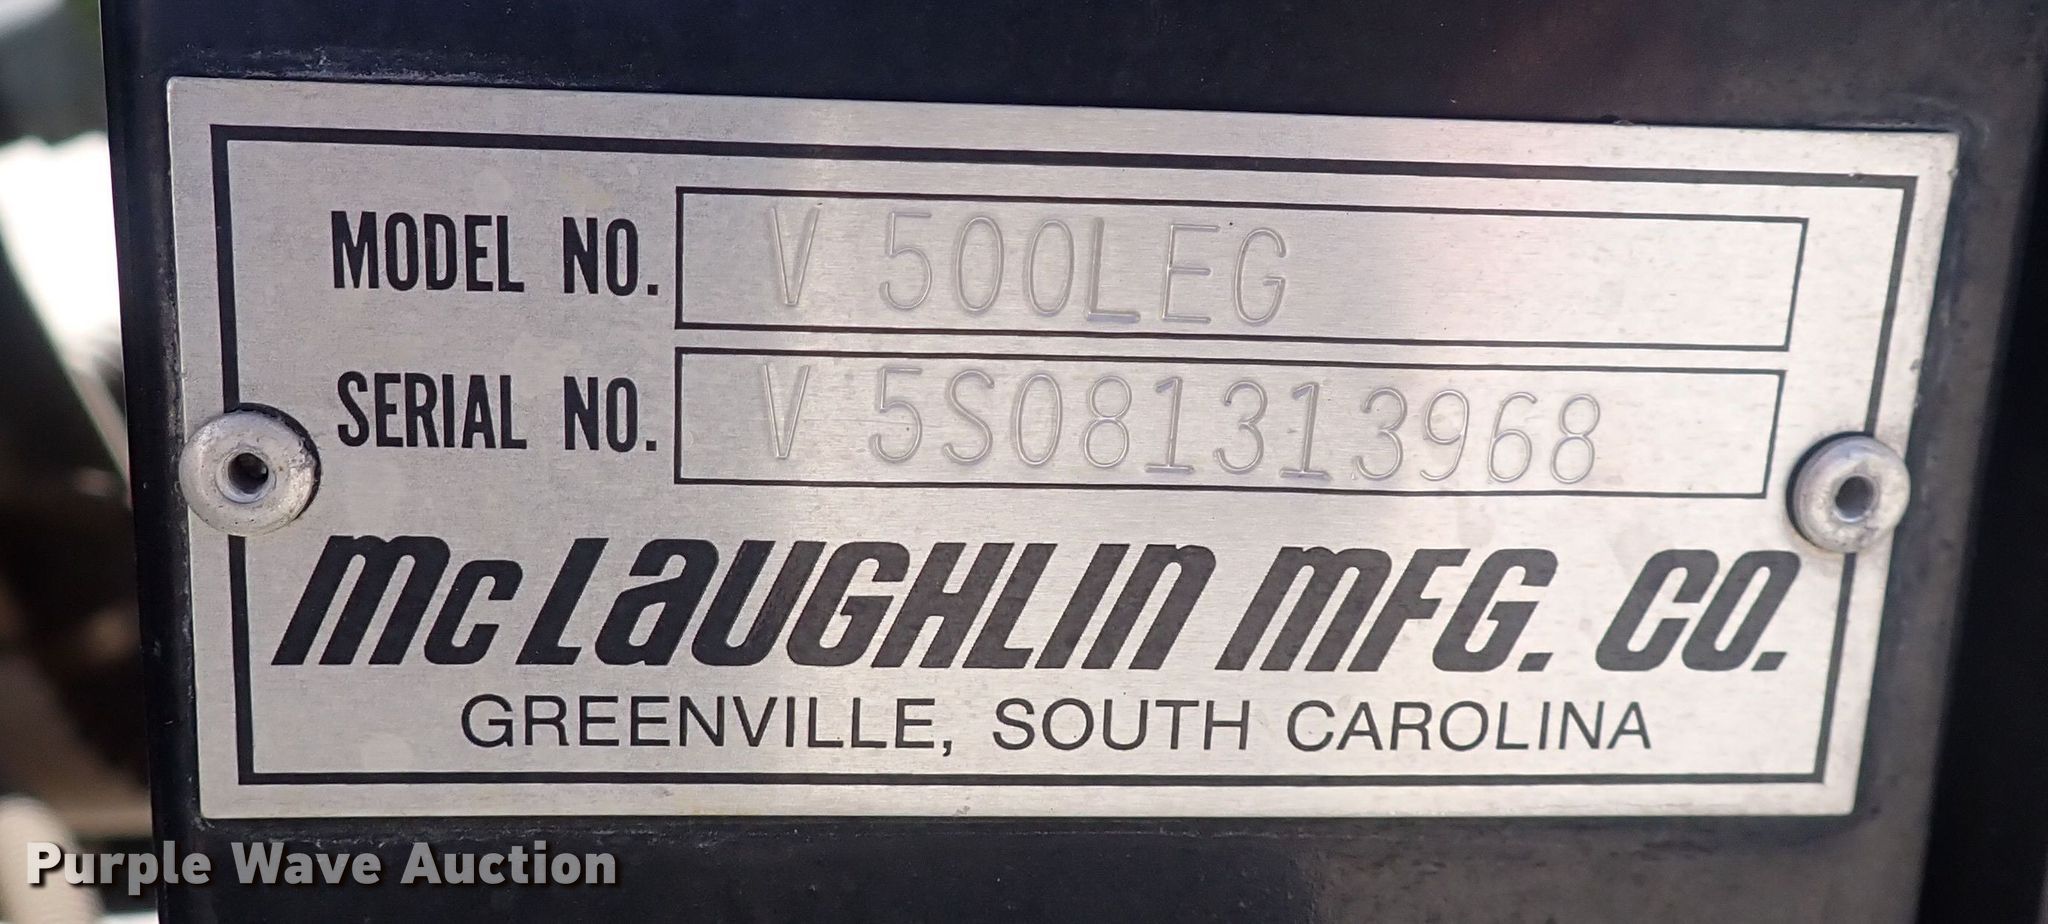 MODEL NO. V 500LEG
SERIAL NO. V 5S081313968
McLAUGHLIN MFG. CO.
GREENVILLE, SOUTH CAROLINA
Purple Wave Auction